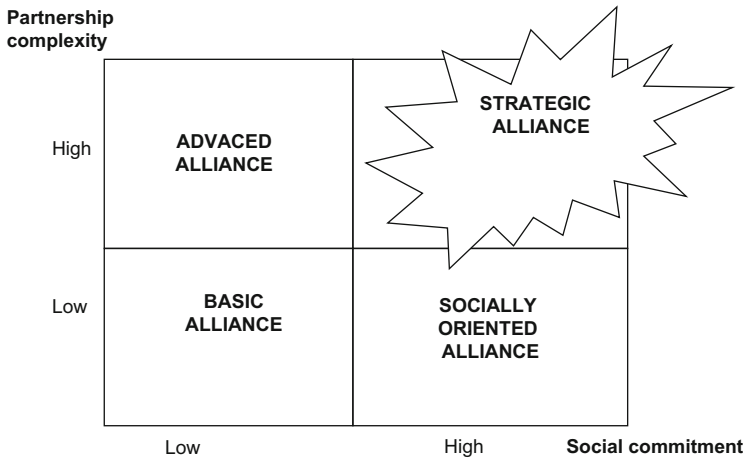 Partnership
complexity
STRATEGIC
ALLIANCE
High
ADVACED
ALLIANCE
Low
BASIC
ALLIANCE
SOCIALLY
ORIENTED
ALLIANCE
Low
High
Social commitment